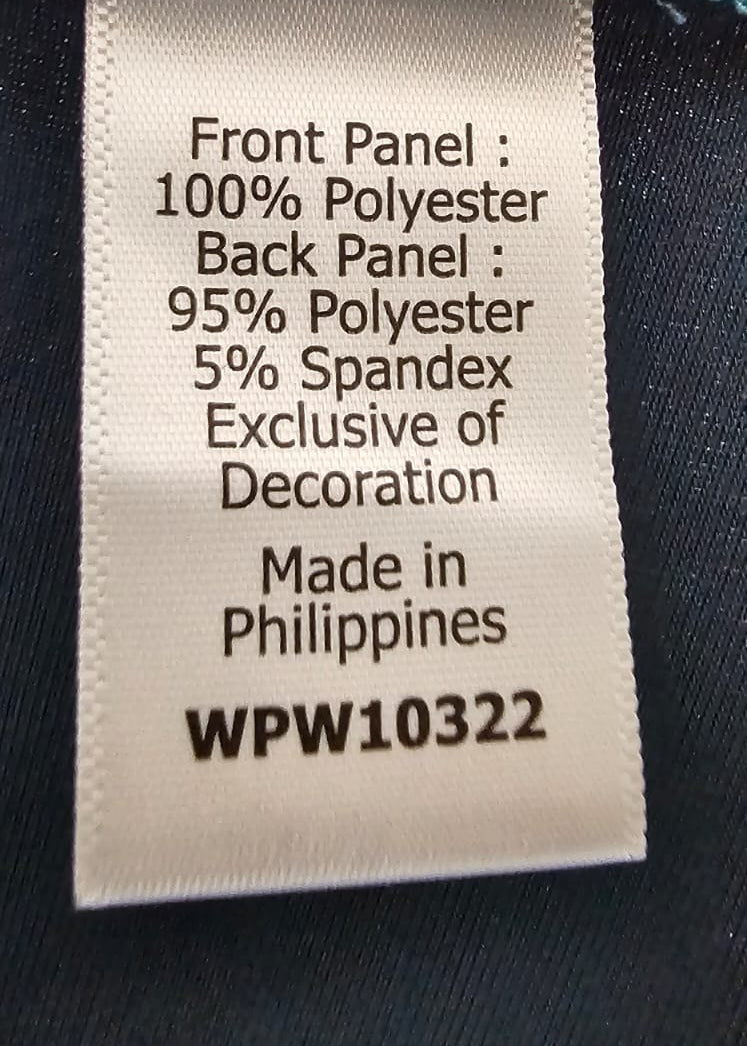 Front Panel :
100% Polyester
Back Panel :
95% Polyester
5% Spandex
Exclusive of
Decoration
Made in
Philippines
WPW10322